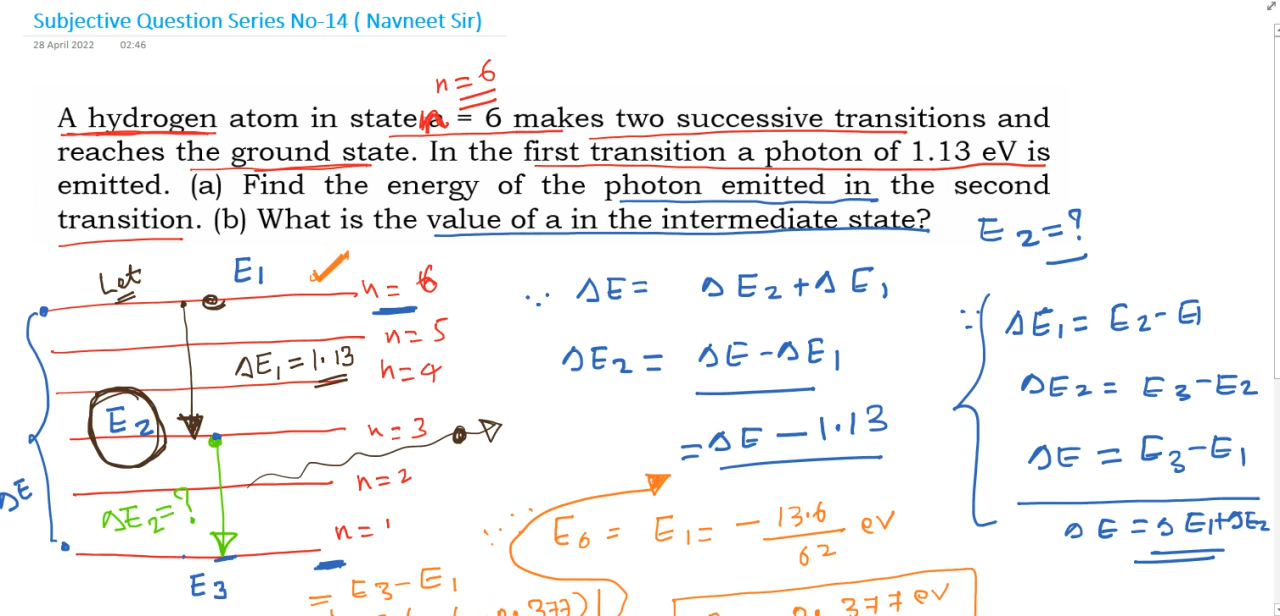 Subjective Question Series No-14 ( Navneet Sir)
28 April 2022 02:46
n = 6
A hydrogen atom in state n = 6 makes two successive transitions and
reaches the ground state. In the first transition a photon of 1.13 eV is
emitted. (a) Find the energy of the photon emitted in the second
transition. (b) What is the value of a in the intermediate state?
E2 = ?
Let E1 n = 6
n = 5
ΔE1 = 1.13 n = 4
E2 n = 3
n = 2
ΔE
ΔE2 = ?
n = 1
E3
∵ ΔE = ΔE2 + ΔE1
ΔE2 = ΔE - ΔE1
= ΔE - 1.13
∵ ΔE1 = E2 - E1
ΔE2 = E3 - E2
ΔE = E3 - E1
ΔE = ΔE1 + ΔE2
∵ E6 = E1 = - 13.6 / 62 eV
= E3 - E1
377)
377 eV